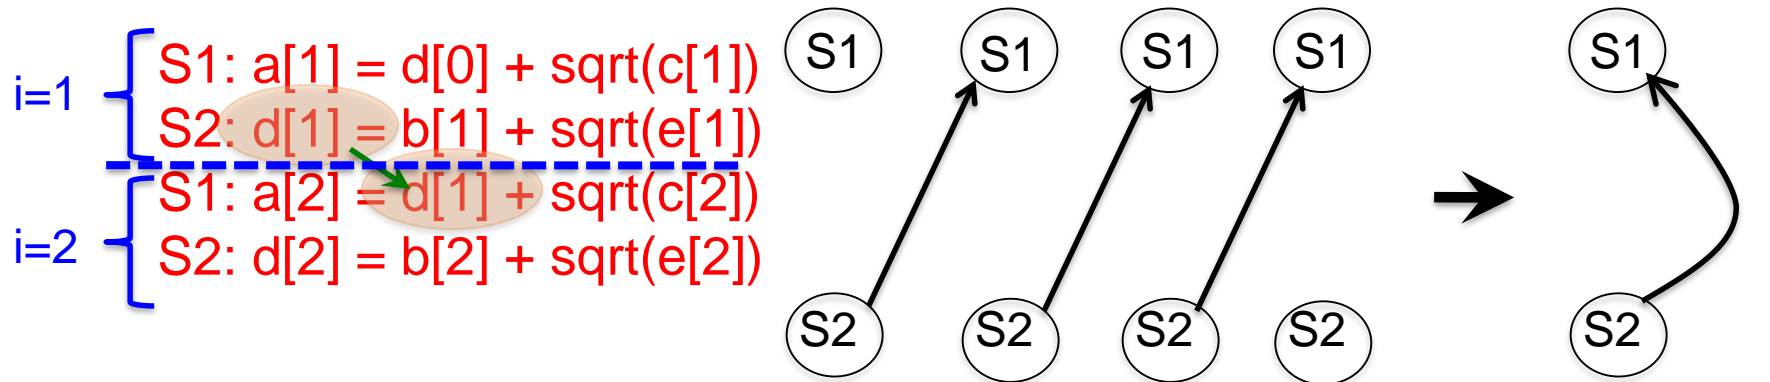 i=1
S1: a[1] = d[0] + sqrt(c[1])
S2: d[1] = b[1] + sqrt(e[1])
i=2
S1: a[2] = d[1] + sqrt(c[2])
S2: d[2] = b[2] + sqrt(e[2])
S1 S1 S1 S1 S1
S2 S2 S2 S2 S2